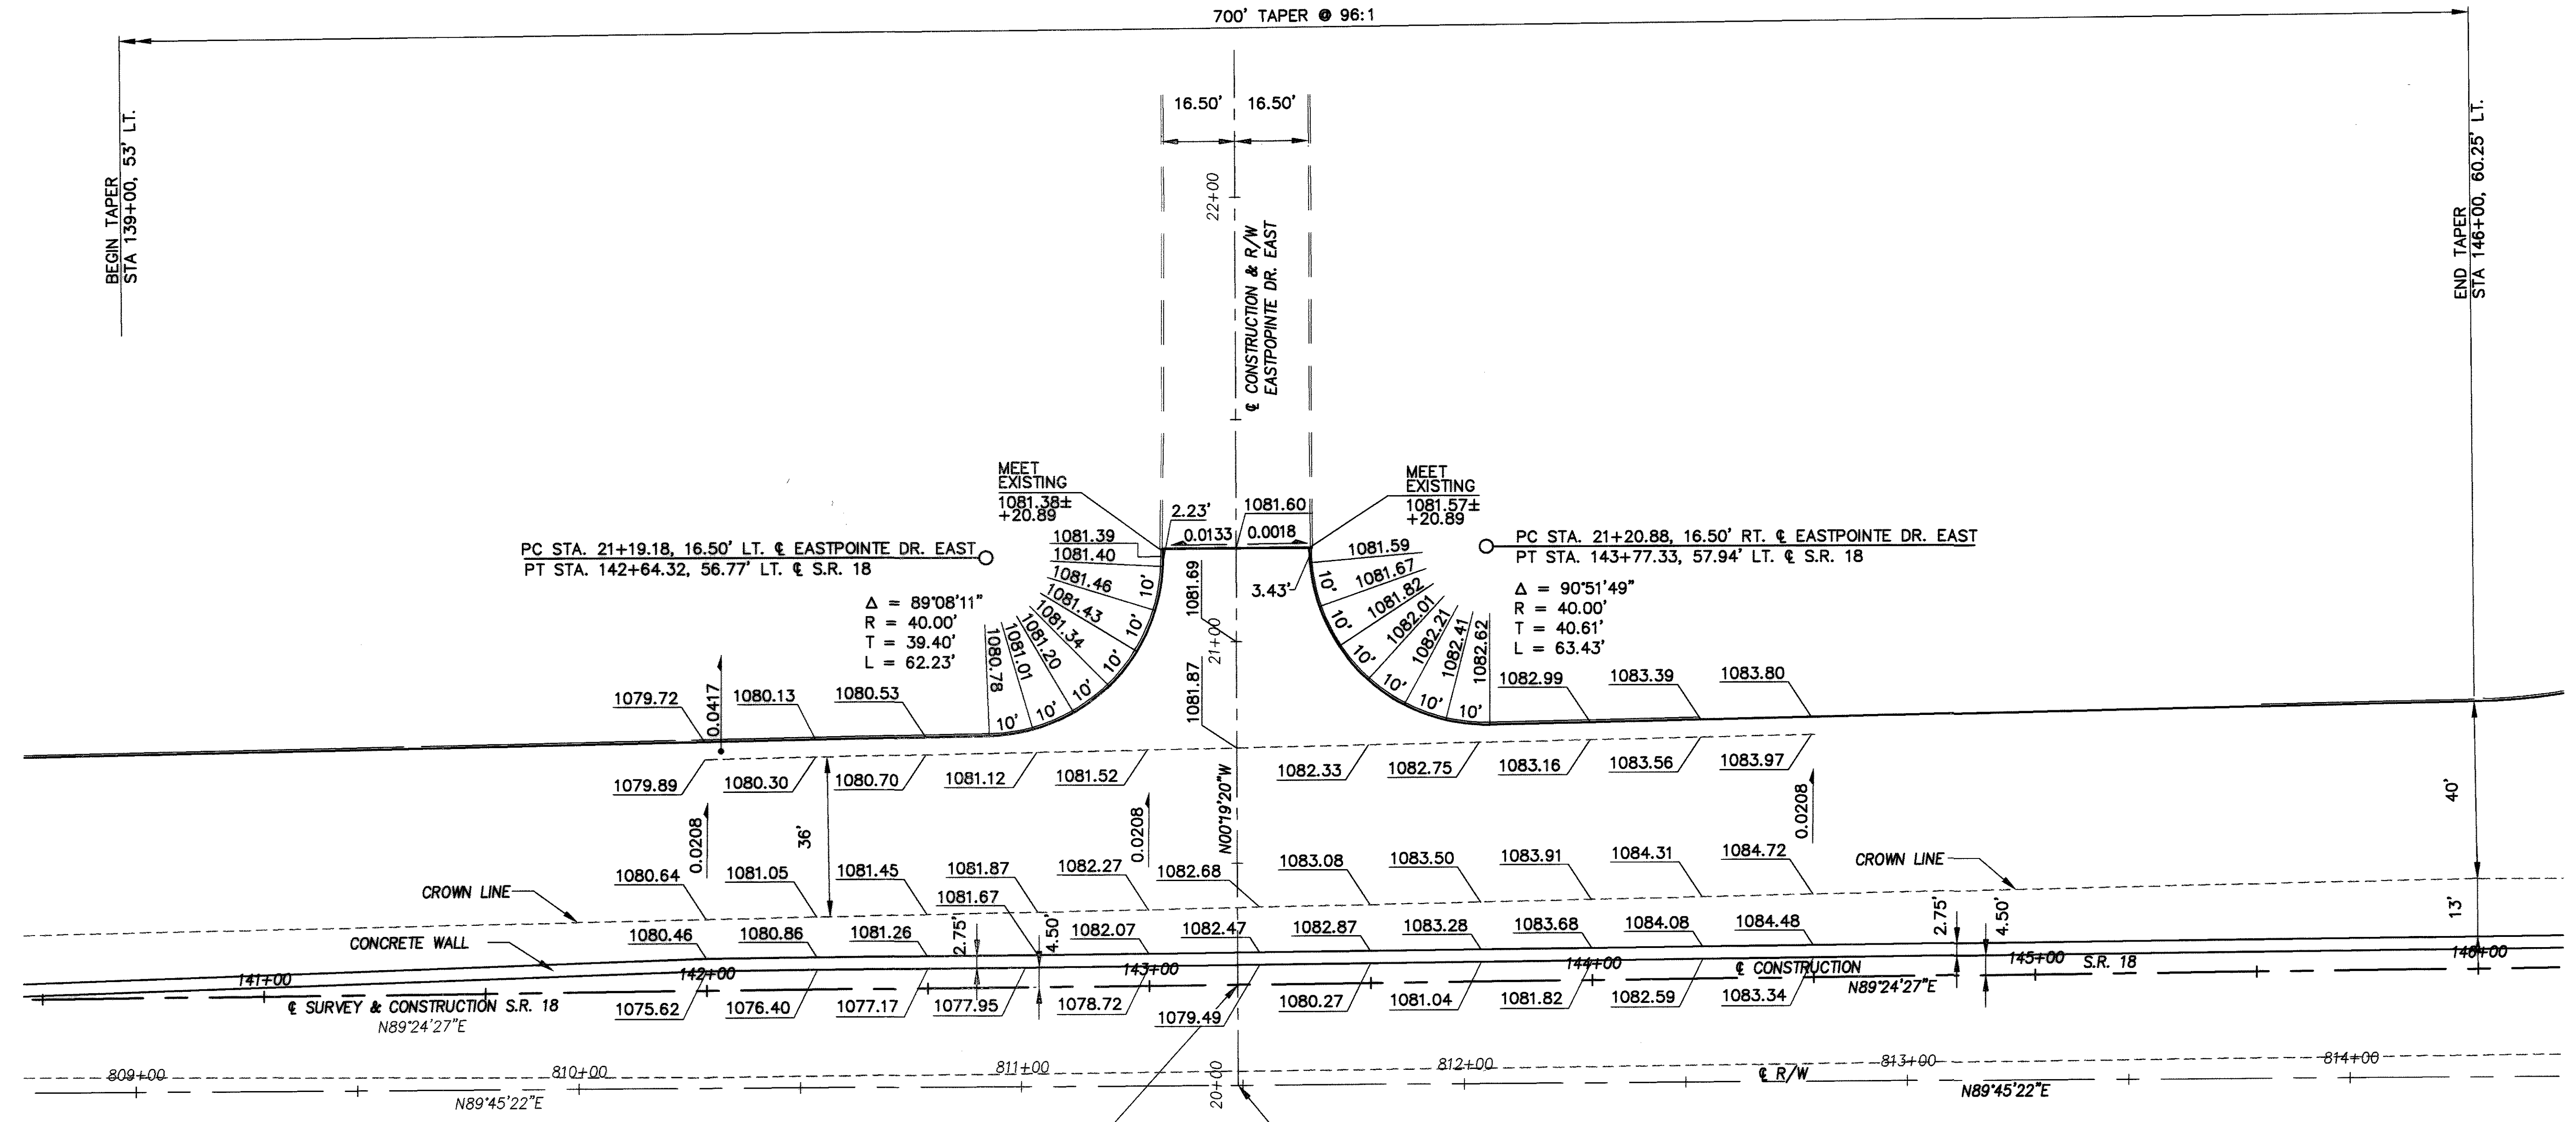 700' TAPER @ 96:1
BEGIN TAPER
STA 139+00, 53' LT.
16.50' 16.50'
22+00
℄ CONSTRUCTION & R/W
EASTPOPINTE DR. EAST
END TAPER
STA 146+00, 60.25' LT.
MEET
EXISTING
1081.38±
+20.89
2.23'
1081.60
0.0133
0.0018
MEET
EXISTING
1081.57±
+20.89
PC STA. 21+19.18, 16.50' LT. ℄ EASTPOINTE DR. EAST
PT STA. 142+64.32, 56.77' LT. ℄ S.R. 18
Δ = 89°08'11"
R = 40.00'
T = 39.40'
L = 62.23'
1081.39
1081.40
1081.46
1081.43
1081.34
1081.20
1081.01
1080.78
10'
10'
10'
10'
10'
10'
1081.69
21+00
1081.87
3.43'
1081.59
1081.67
1081.82
1082.01
1082.21
1082.41
1082.62
10'
10'
10'
10'
10'
10'
PC STA. 21+20.88, 16.50' RT. ℄ EASTPOINTE DR. EAST
PT STA. 143+77.33, 57.94' LT. ℄ S.R. 18
Δ = 90°51'49"
R = 40.00'
T = 40.61'
L = 63.43'
1079.72 0.0417 1080.13 1080.53
1082.99 1083.39 1083.80
1079.89 1080.30 1080.70 1081.12 1081.52 1082.33 1082.75 1083.16 1083.56 1083.97
0.0208
36'
0.0208
N00°19'20"W
0.0208
40'
CROWN LINE
1080.64 1081.05 1081.45 1081.87 1082.27 1082.68 1083.08 1083.50 1083.91 1084.31 1084.72
CROWN LINE
CONCRETE WALL
1080.46 1080.86 1081.26 1081.67 1082.07 1082.47 1082.87 1083.28 1083.68 1084.08 1084.48
2.75'
4.50'
2.75'
4.50'
13'
141+00 142+00 143+00 144+00 145+00 146+00
℄ SURVEY & CONSTRUCTION S.R. 18
N89°24'27"E
℄ CONSTRUCTION S.R. 18
N89°24'27"E
1075.62 1076.40 1077.17 1077.95 1078.72 1079.49 1080.27 1081.04 1081.82 1082.59 1083.34
809+00 810+00 811+00 812+00 813+00 814+00
20+00
℄ R/W
N89°45'22"E
N89°45'22"E